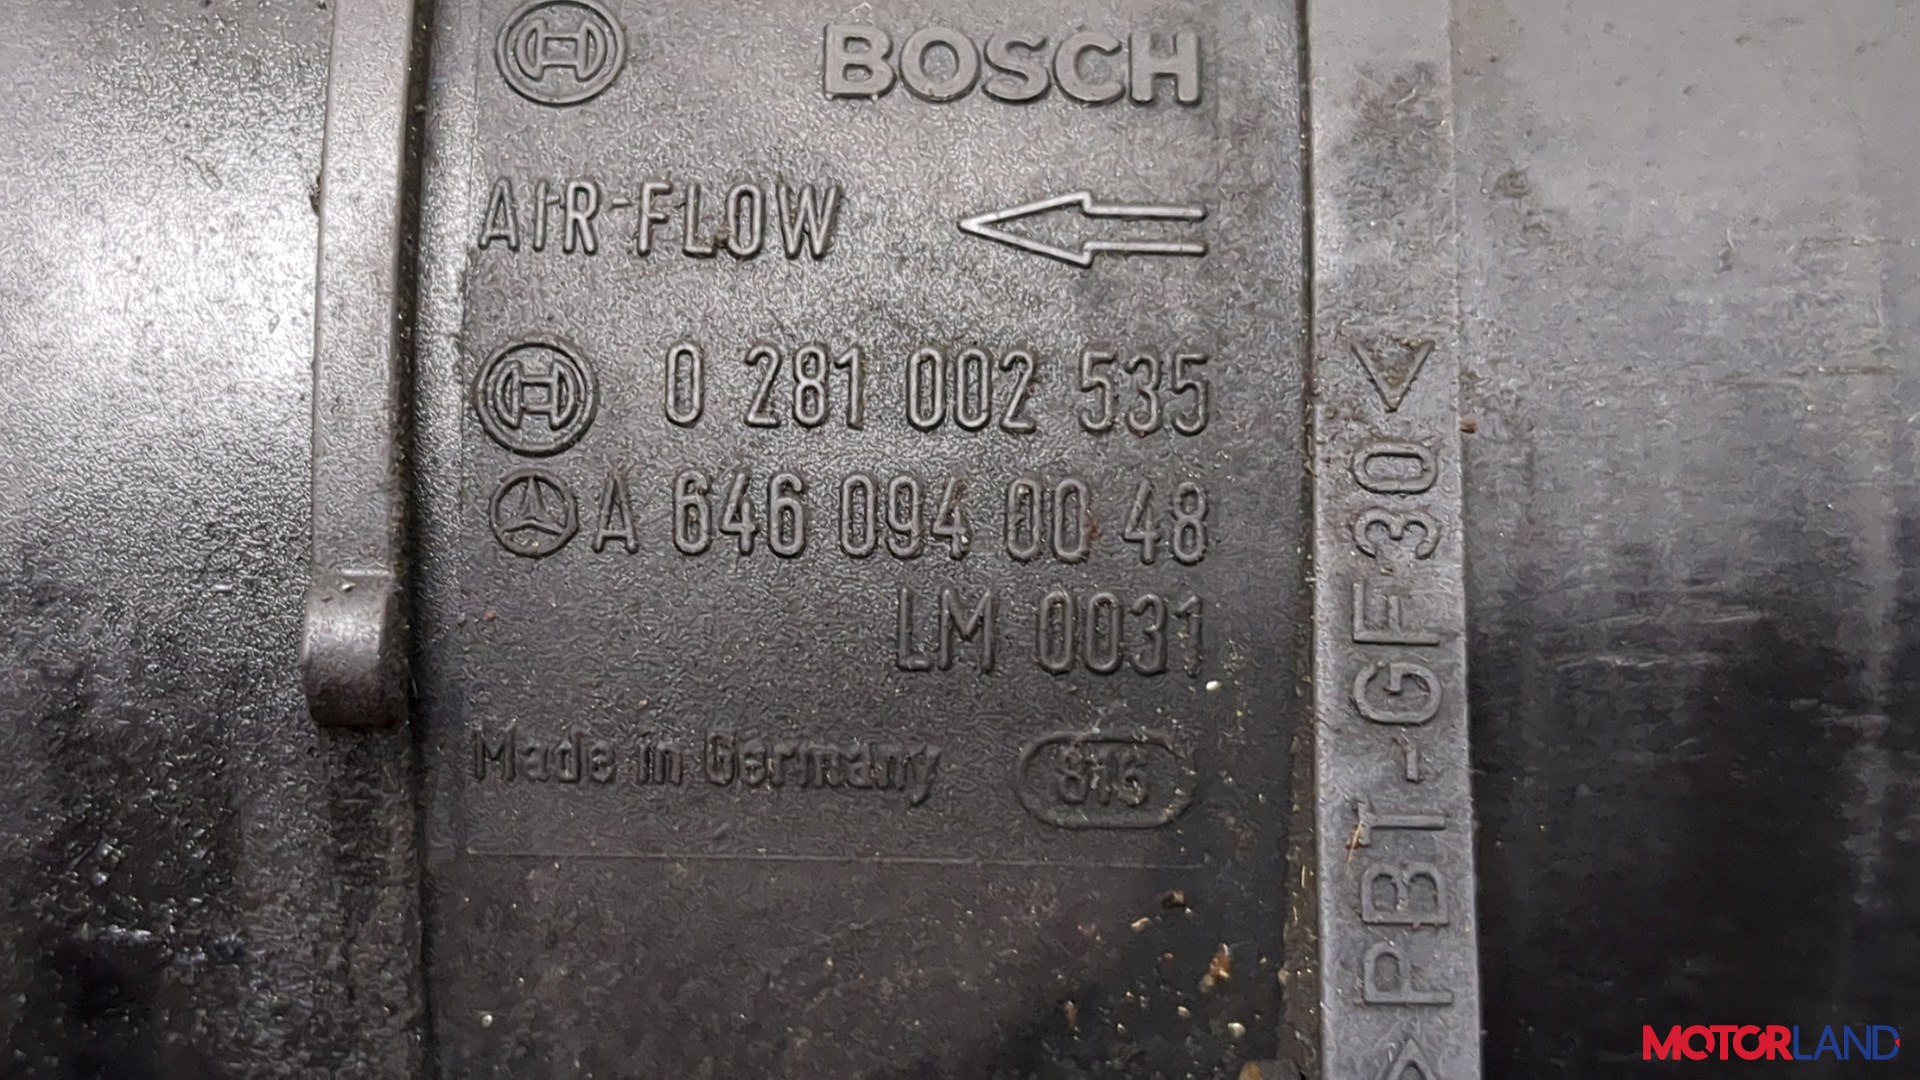 BOSCH
AIR FLOW
0 281 002 535
A 646 094 00 48
LM 0031
Made in Germany
816
>PBT-GF30<
MOTORLAND